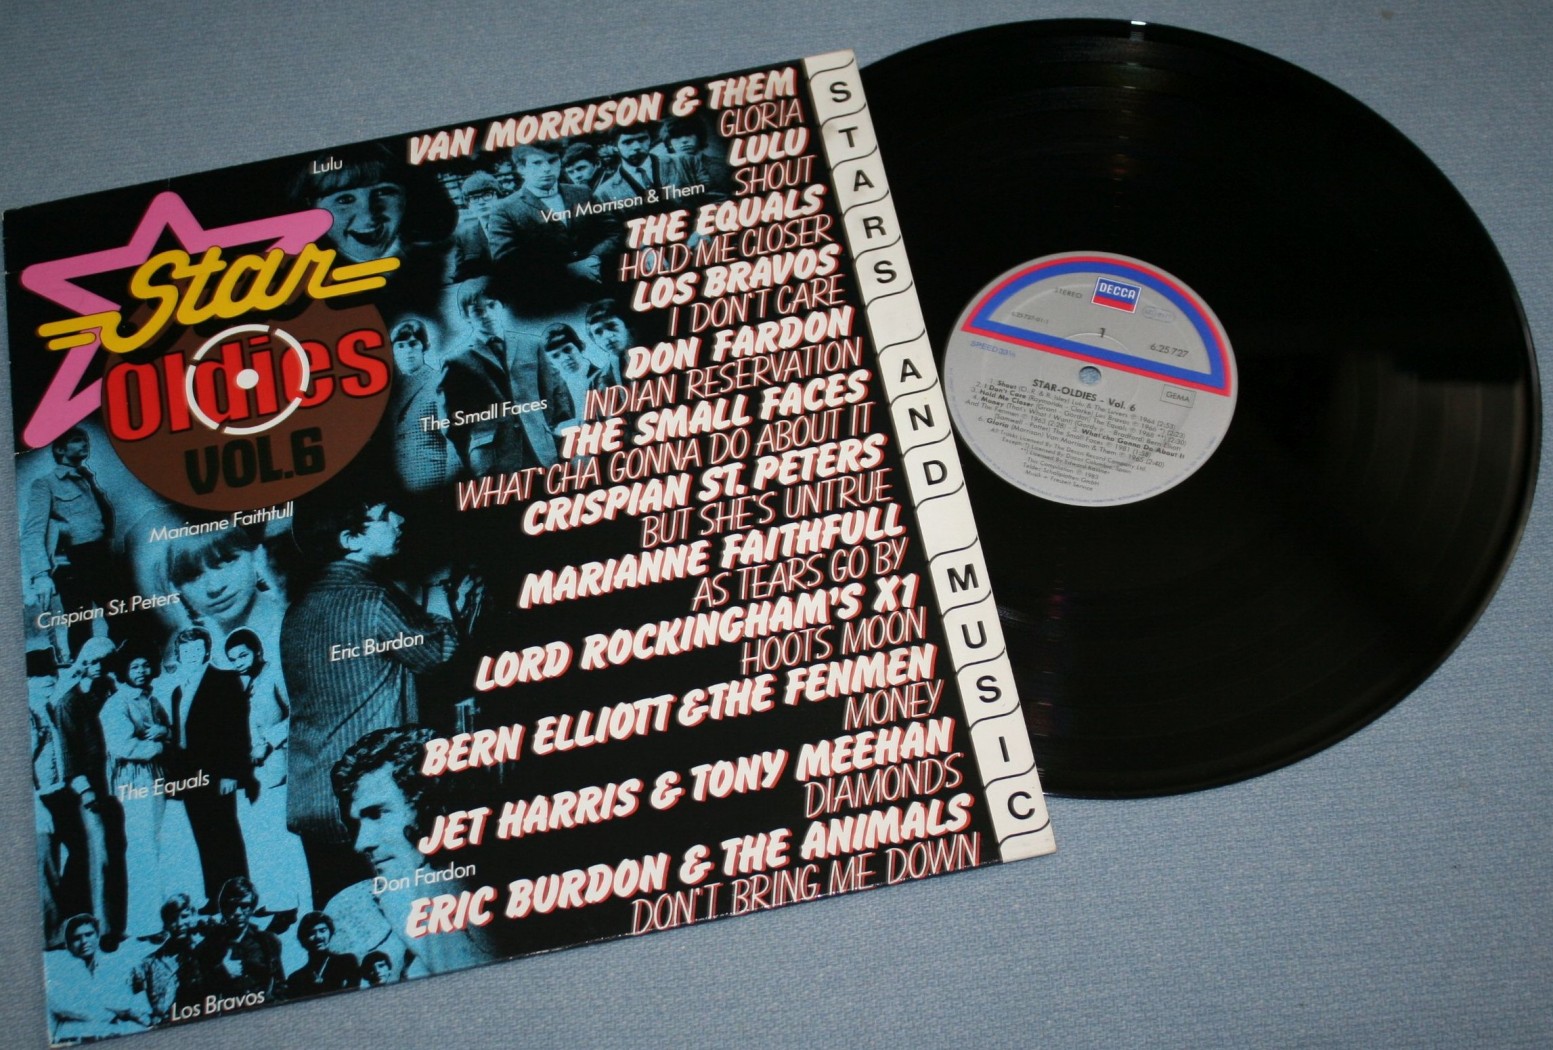 Star
Oldies
VOL.6
VAN MORRISON & THEM
GLORIA
LULU
SHOUT
THE EQUALS
HOLD ME CLOSER
LOS BRAVOS
I DON'T CARE
DON FARDON
INDIAN RESERVATION
THE SMALL FACES
WHAT'CHA GONNA DO ABOUT IT
CRISPIAN ST. PETERS
BUT SHE'S UNTRUE
MARIANNE FAITHFULL
AS TEARS GO BY
LORD ROCKINGHAM'S X1
HOOTS MOON
BERN ELLIOTT & THE FENMEN
MONEY
JET HARRIS & TONY MEEHAN
DIAMONDS
ERIC BURDON & THE ANIMALS
DON'T BRING ME DOWN
Lulu
Van Morrison & Them
The Small Faces
Marianne Faithfull
Crispian St. Peters
Eric Burdon
The Equals
Don Fardon
Los Bravos
STARS AND MUSIC
DECCA
STEREO
1
6.25 727
GEMA
STAR-OLDIES - Vol. 6